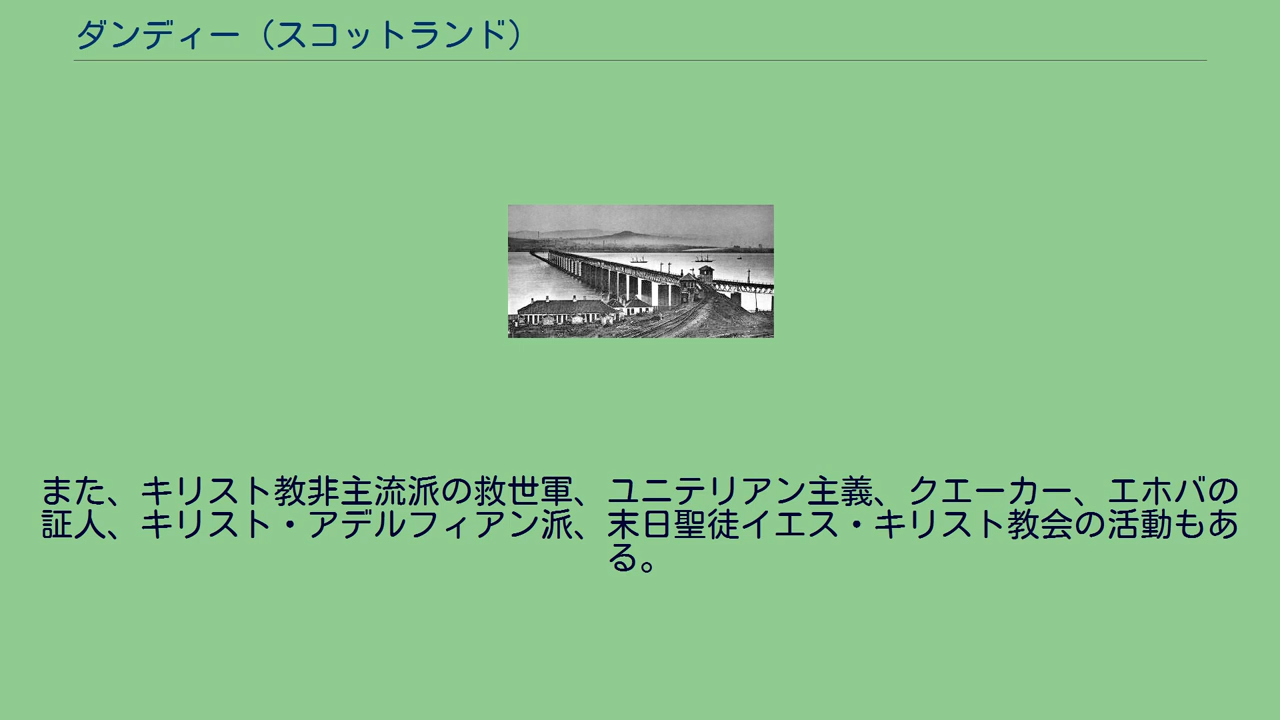 ダンディー（スコットランド）
また、キリスト教非主流派の救世軍、ユニテリアン主義、クエーカー、エホバの
証人、キリスト・アデルフィアン派、末日聖徒イエス・キリスト教会の活動もあ
る。